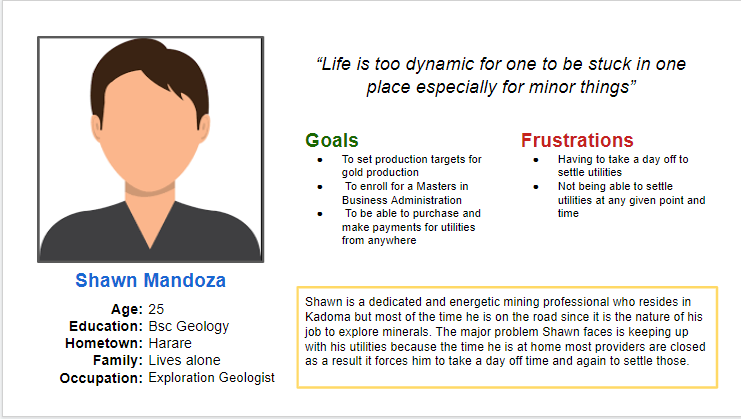 “Life is too dynamic for one to be stuck in one
place especially for minor things”
Goals
● To set production targets for
gold production
● To enroll for a Masters in
Business Administration
● To be able to purchase and
make payments for utilities
from anywhere
Frustrations
● Having to take a day off to
settle utilities
● Not being able to settle
utilities at any given point and
time
Shawn Mandoza
Age: 25
Education: Bsc Geology
Hometown: Harare
Family: Lives alone
Occupation: Exploration Geologist
Shawn is a dedicated and energetic mining professional who resides in
Kadoma but most of the time he is on the road since it is the nature of his
job to explore minerals. The major problem Shawn faces is keeping up
with his utilities because the time he is at home most providers are closed
as a result it forces him to take a day off time and again to settle those.